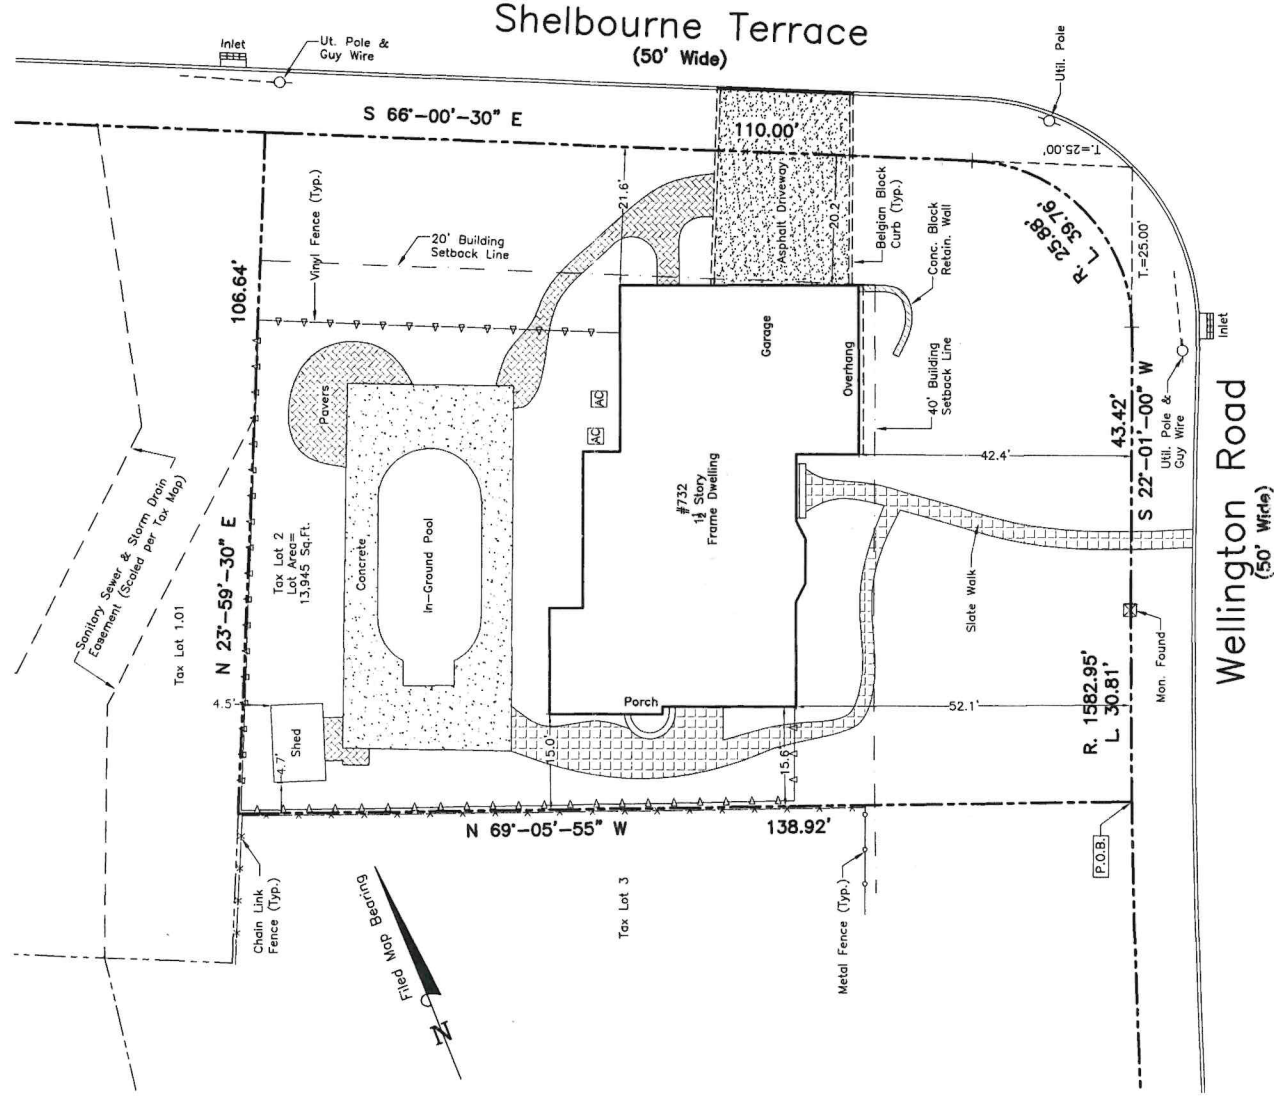 Shelbourne Terrace
(50' Wide)
Inlet
Ut. Pole &
Guy Wire
Util. Pole
S 66°-00'-30" E
110.00'
T.=25.00'
Vinyl Fence (Typ.)
20' Building
Setback Line
21.6'
Asphalt Driveway
20.2'
Belgian Block
Curb (Typ.)
Conc. Block
Retain. Wall
R. 25.88'
L. 39.76'
T.=25.00'
106.64'
Inlet
Garage
Overhang
40' Building
Setback Line
Pavers
AC
AC
43.42'
S 22°-01'-00" W
Util. Pole &
Guy Wire
Wellington Road
(50' Wide)
42.4'
#732
1½ Story
Frame Dwelling
Sanitary Sewer & Storm Drain
Easement (Scaled per Tax Map)
N 23°-59'-30" E
Tax Lot 2
Lot Area=
13,945 Sq.Ft.
Concrete
In-Ground Pool
Tax Lot 1.01
Slate Walk
Mon. Found
4.5'
Porch
52.1'
R. 1582.95'
L. 30.81'
Shed
4.7'
15.0'
15.6'
N 69°-05'-55" W
138.92'
P.O.B.
Chain Link
Fence (Typ.)
Filed Map Bearing
N
Tax Lot 3
Metal Fence (Typ.)